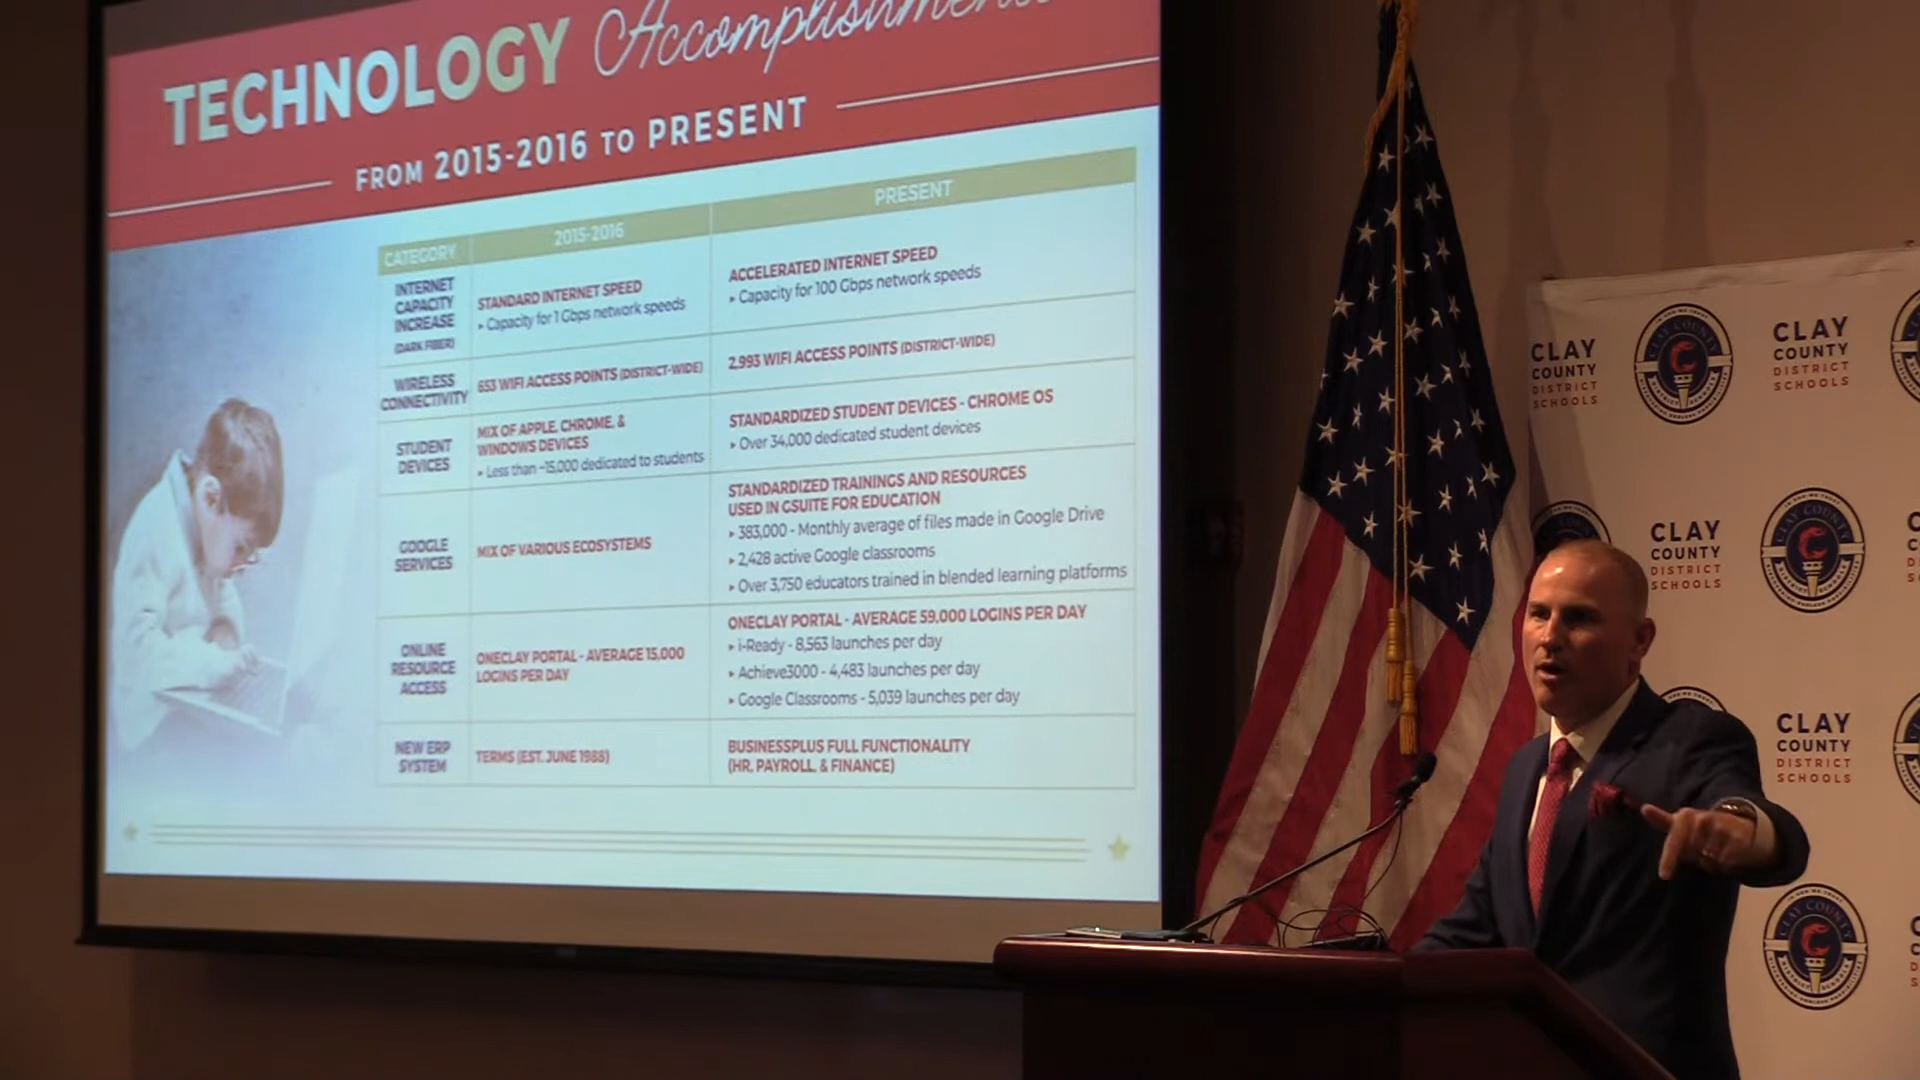 TECHNOLOGY Accomplishments
FROM 2015-2016 TO PRESENT
CATEGORY
2015-2016
PRESENT
INTERNET
CAPACITY
INCREASE
(DARK FIBER)
STANDARD INTERNET SPEED
▸ Capacity for 1 Gbps network speeds
ACCELERATED INTERNET SPEED
▸ Capacity for 100 Gbps network speeds
WIRELESS
CONNECTIVITY
653 WIFI ACCESS POINTS (DISTRICT-WIDE)
2,993 WIFI ACCESS POINTS (DISTRICT-WIDE)
STUDENT
DEVICES
MIX OF APPLE, CHROME, &
WINDOWS DEVICES
▸ Less than ~15,000 dedicated to students
STANDARDIZED STUDENT DEVICES - CHROME OS
▸ Over 34,000 dedicated student devices
GOOGLE
SERVICES
MIX OF VARIOUS ECOSYSTEMS
STANDARDIZED TRAININGS AND RESOURCES
USED IN GSUITE FOR EDUCATION
▸ 383,000 - Monthly average of files made in Google Drive
▸ 2,428 active Google classrooms
▸ Over 3,750 educators trained in blended learning platforms
ONLINE
RESOURCE
ACCESS
ONECLAY PORTAL - AVERAGE 15,000
LOGINS PER DAY
ONECLAY PORTAL - AVERAGE 59,000 LOGINS PER DAY
▸ i-Ready - 8,563 launches per day
▸ Achieve3000 - 4,483 launches per day
▸ Google Classrooms - 5,039 launches per day
NEW ERP
SYSTEM
TERMS (EST. JUNE 1988)
BUSINESSPLUS FULL FUNCTIONALITY
(HR, PAYROLL, & FINANCE)
CLAY
COUNTY
DISTRICT
SCHOOLS
CLAY COUNTY
CLAY
COUNTY
DISTRICT
SCHOOLS
CLAY
COUNTY
DISTRICT
SCHOOLS
CLAY COUNTY
CLAY
COUNTY
DISTRICT
SCHOOLS
CLAY COUNTY